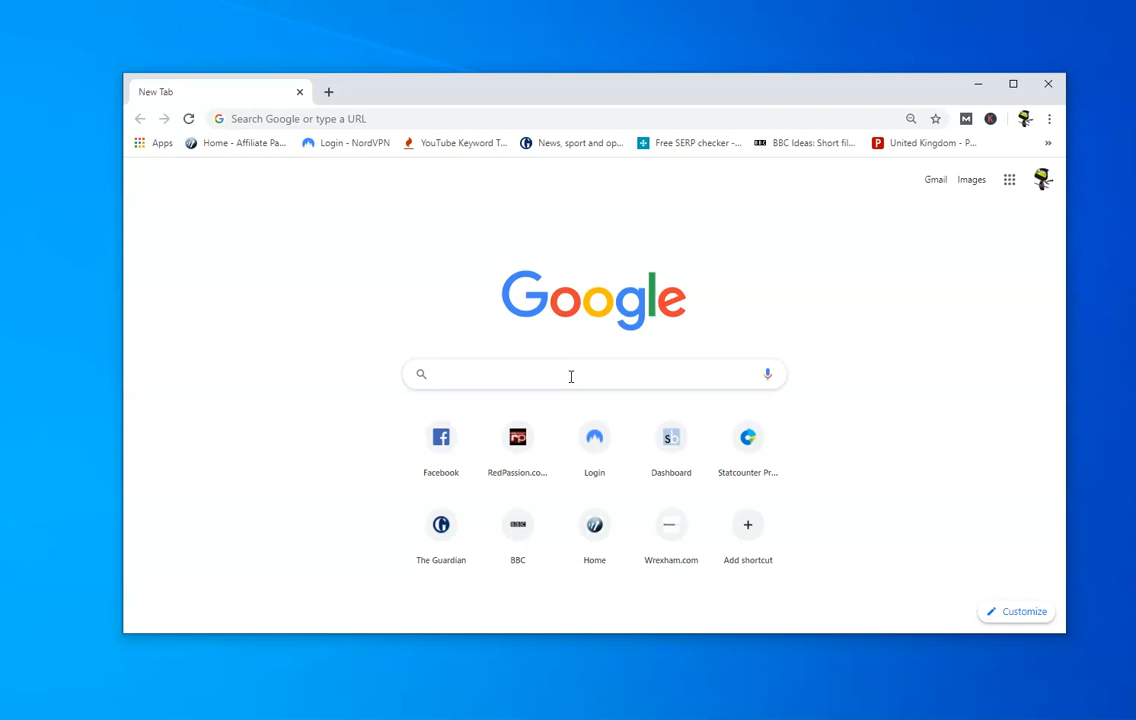 New Tab
Search Google or type a URL
Apps Home - Affiliate Pa... Login - NordVPN YouTube Keyword T... News, sport and op... Free SERP checker -... BBC Ideas: Short fil... United Kingdom - P...
Gmail Images
Google
Facebook RedPassion.co... Login Dashboard Statcounter Pr...
The Guardian BBC Home Wrexham.com Add shortcut
Customize